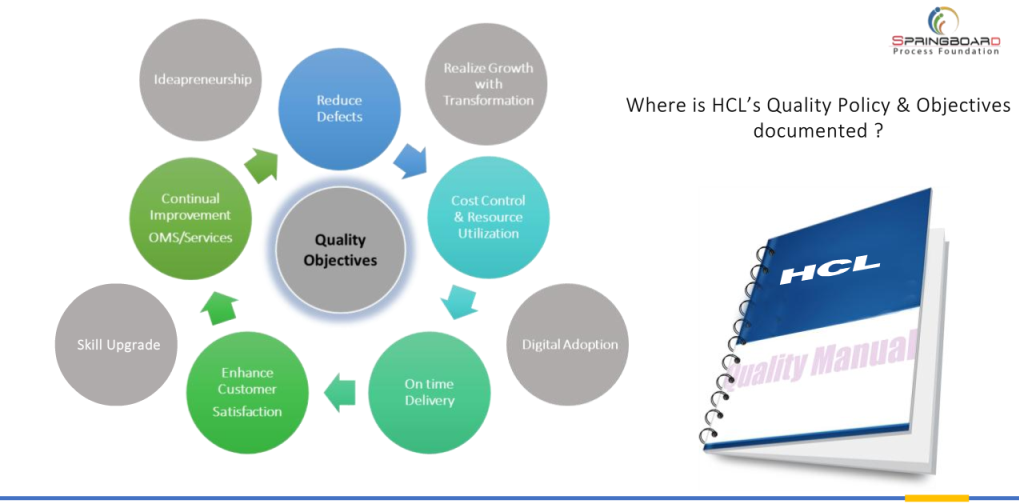 SPRINGBOARD
Process Foundation
Where is HCL’s Quality Policy & Objectives
documented ?
Ideapreneurship
Reduce
Defects
Realize Growth
with
Transformation
Continual
Improvement
OMS/Services
Cost Control
& Resource
Utilization
Quality
Objectives
Skill Upgrade
Digital Adoption
Enhance
Customer
Satisfaction
On time
Delivery
HCL
Quality Manual